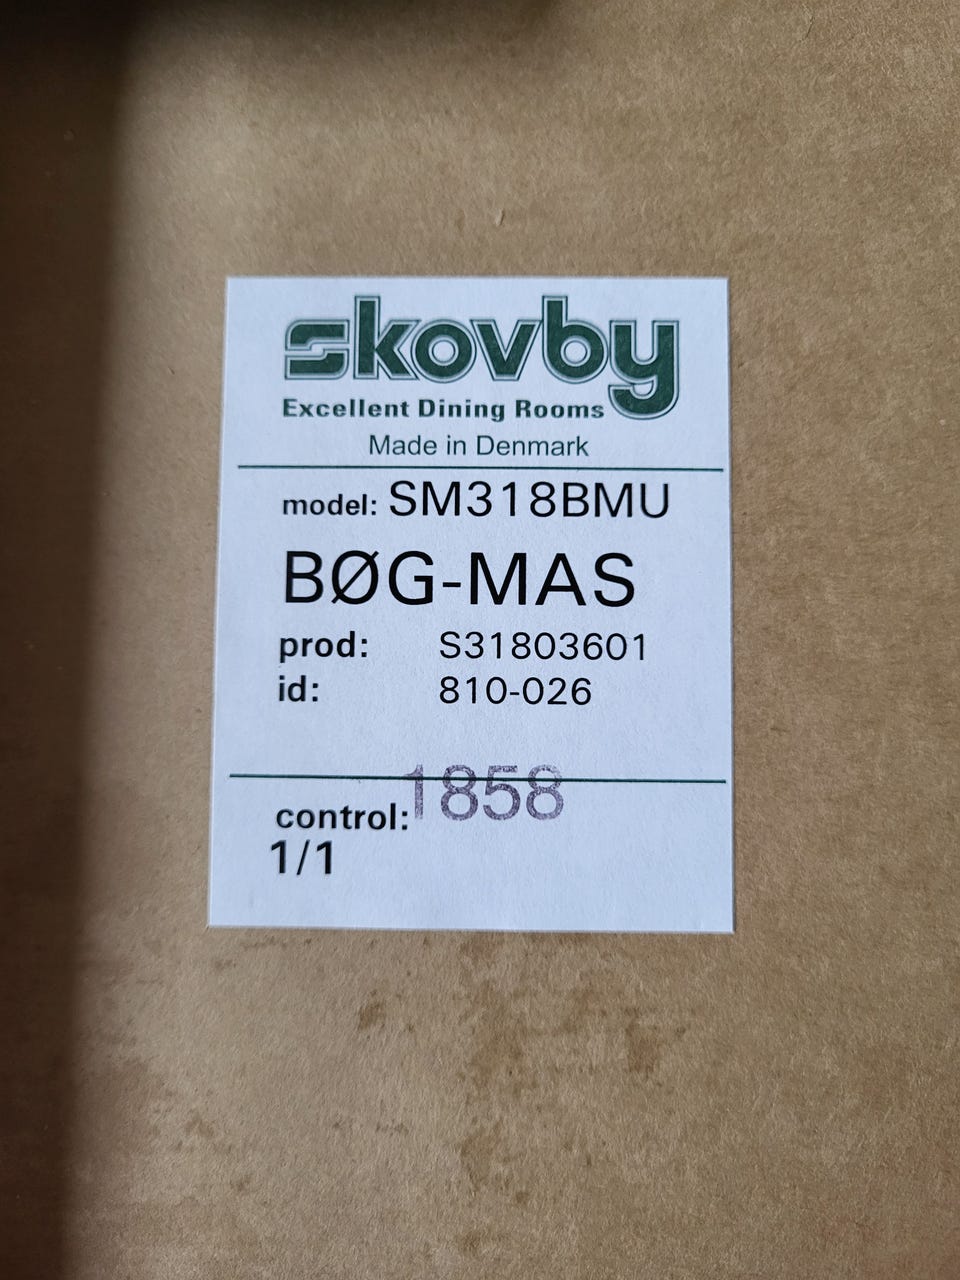 skovby
Excellent Dining Rooms
Made in Denmark
model: SM318BMU
BØG-MAS
prod: S31803601
id: 810-026
control: 1858
1/1